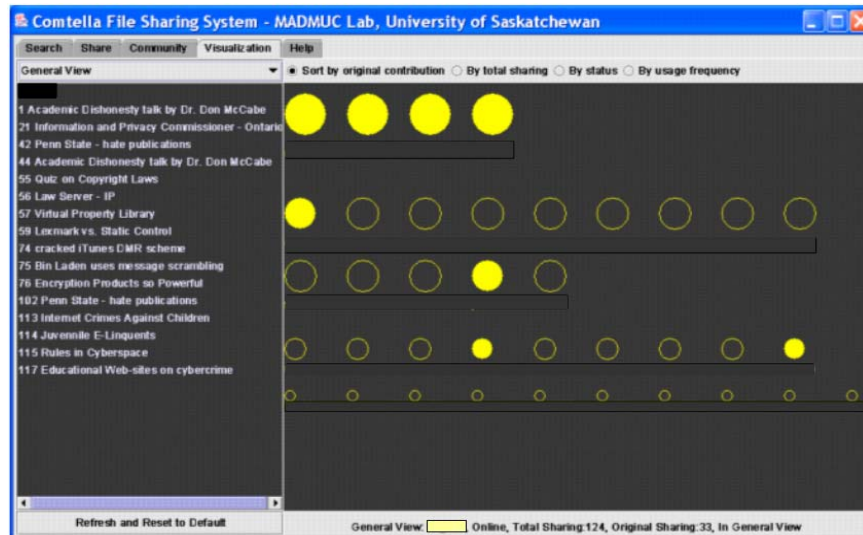 Comtella File Sharing System - MADMUC Lab, University of Saskatchewan
Search Share Community Visualization Help
General View Sort by original contribution By total sharing By status By usage frequency
1 Academic Dishonesty talk by Dr. Don McCabe
21 Information and Privacy Commissioner - Ontario
42 Penn State - hate publications
44 Academic Dishonesty talk by Dr. Don McCabe
55 Quiz on Copyright Laws
56 Law Server - IP
57 Virtual Property Library
59 Lexmark vs. Static Control
74 cracked iTunes DMR scheme
75 Bin Laden uses message scrambling
76 Encryption Products so Powerful
102 Penn State - hate publications
113 Internet Crimes Against Children
114 Juvennile E-Linquents
115 Rules in Cyberspace
117 Educational Web-sites on cybercrime
Refresh and Reset to Default
General View: , Online, Total Sharing:124, Original Sharing:33, In General View